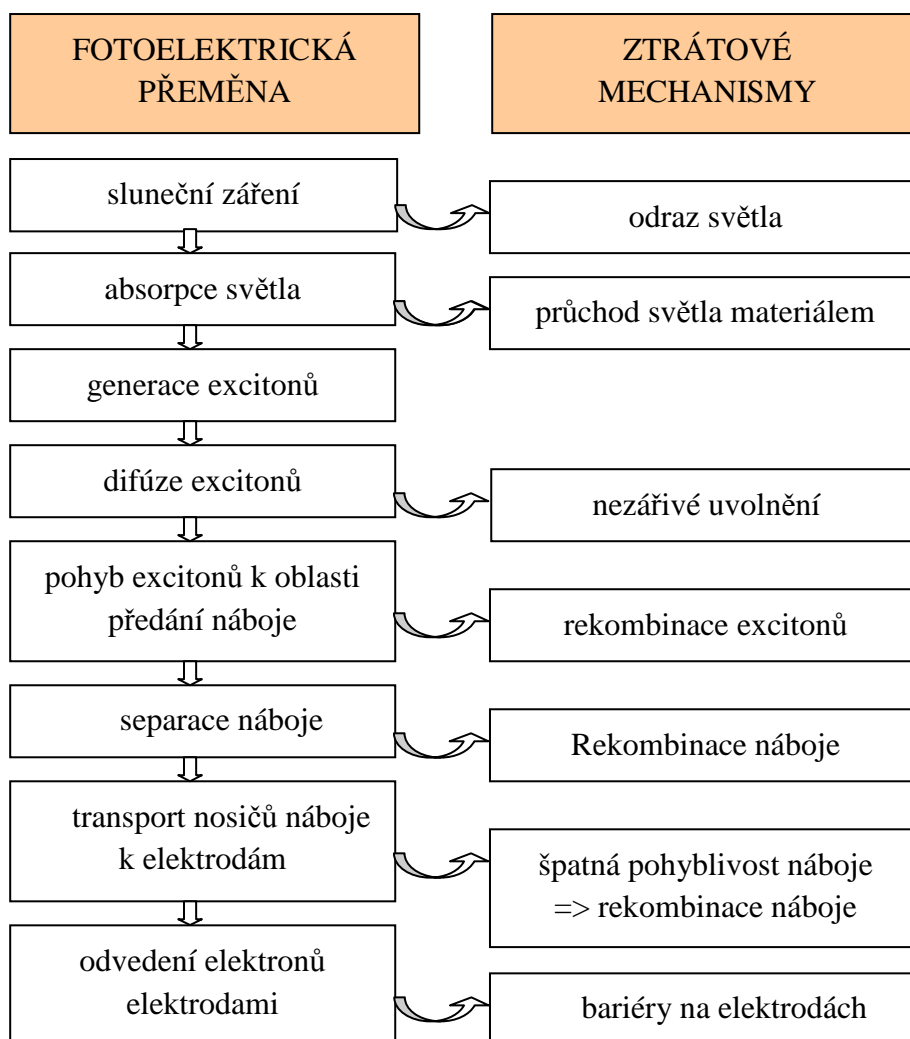 FOTOELEKTRICKÁ
PŘEMĚNA
ZTRÁTOVÉ
MECHANISMY
sluneční záření
odraz světla
absorpce světla
průchod světla materiálem
generace excitonů
difúze excitonů
nezářivé uvolnění
pohyb excitonů k oblasti
předání náboje
rekombinace excitonů
separace náboje
Rekombinace náboje
transport nosičů náboje
k elektrodám
špatná pohyblivost náboje
=> rekombinace náboje
odvedení elektronů
elektrodami
bariéry na elektrodách